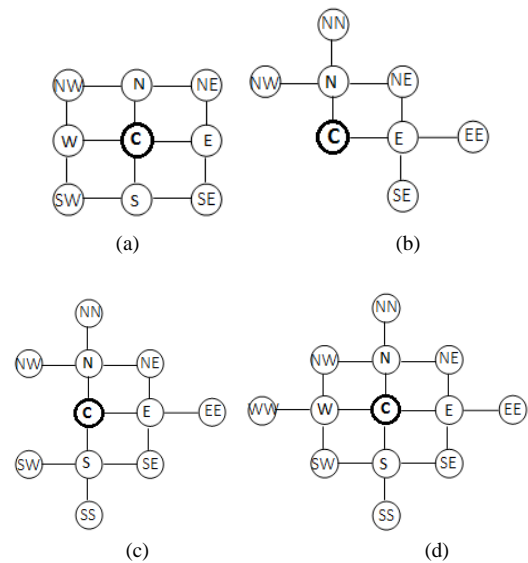 NN
NW N NE
NW N NE
W C E
C E EE
SW S SE
SE
(a) (b)
NN
NN
NW N NE
NW N NE
C E EE
WW W C E EE
SW S SE
SW S SE
SS
SS
(c) (d)